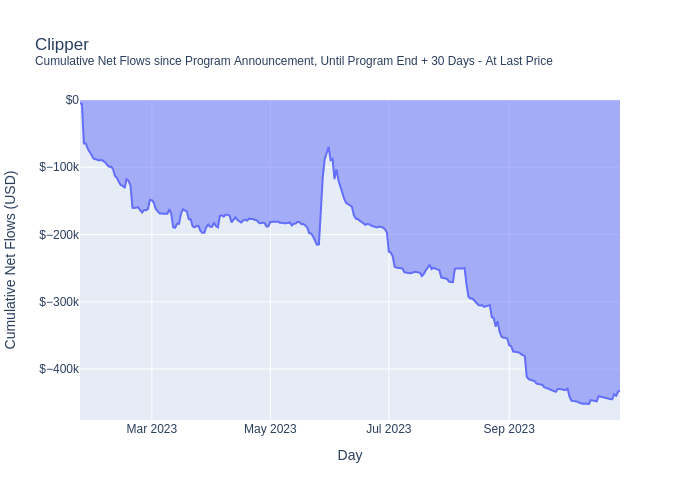 Clipper
Cumulative Net Flows since Program Announcement, Until Program End + 30 Days - At Last Price
$0
$−100k
$−200k
$−300k
$−400k
Cumulative Net Flows (USD)
Mar 2023
May 2023
Jul 2023
Sep 2023
Day